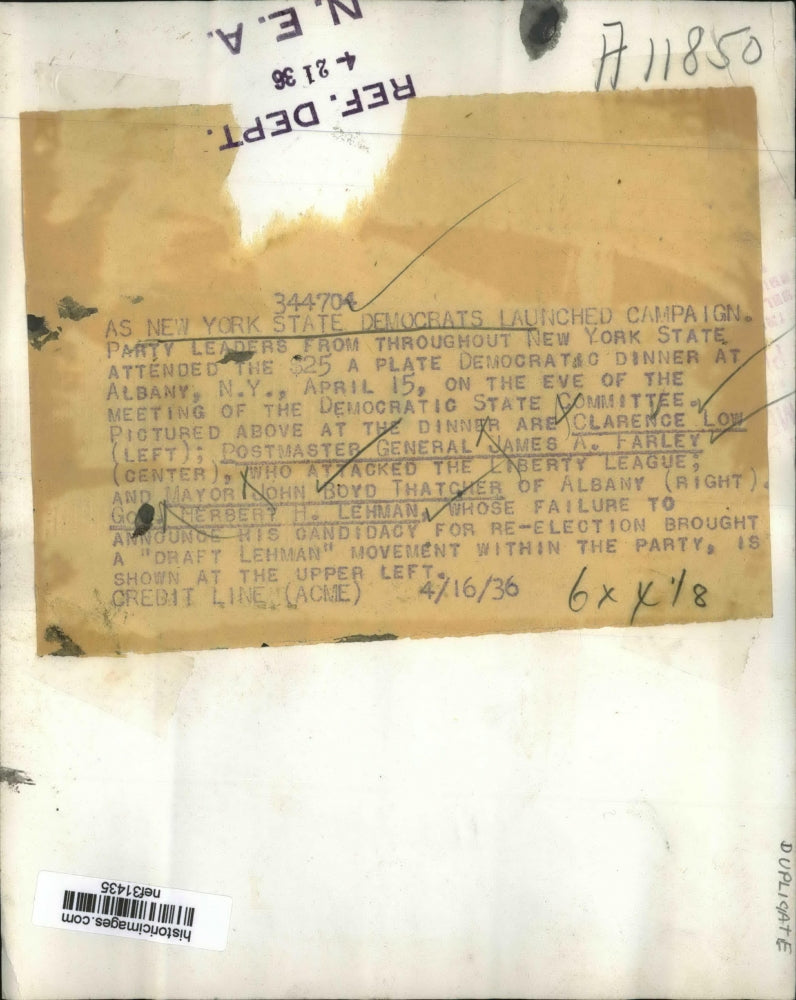 N.E.A.
4-21 36
REF. DEPT.
A 11850
344704
AS NEW YORK STATE DEMOCRATS LAUNCHED CAMPAIGN.
PARTY LEADERS FROM THROUGHOUT NEW YORK STATE
ATTENDED THE $25 A PLATE DEMOCRATIC DINNER AT
ALBANY, N.Y., APRIL 15, ON THE EVE OF THE
MEETING OF THE DEMOCRATIC STATE COMMITTEE.
PICTURED ABOVE AT THE DINNER ARE CLARENCE LOW
(LEFT); POSTMASTER GENERAL JAMES A. FARLEY
(CENTER), WHO ATTACKED THE LIBERTY LEAGUE;
AND MAYOR JOHN BOYD THATCHER OF ALBANY (RIGHT).
GOV. HERBERT H. LEHMAN, WHOSE FAILURE TO
ANNOUNCE HIS CANDIDACY FOR RE-ELECTION BROUGHT
A "DRAFT LEHMAN" MOVEMENT WITHIN THE PARTY, IS
SHOWN AT THE UPPER LEFT.
CREDIT LINE (ACME) 4/16/36
6 x 4 1/8
DUPLICATE
historicimages.com
nef31435